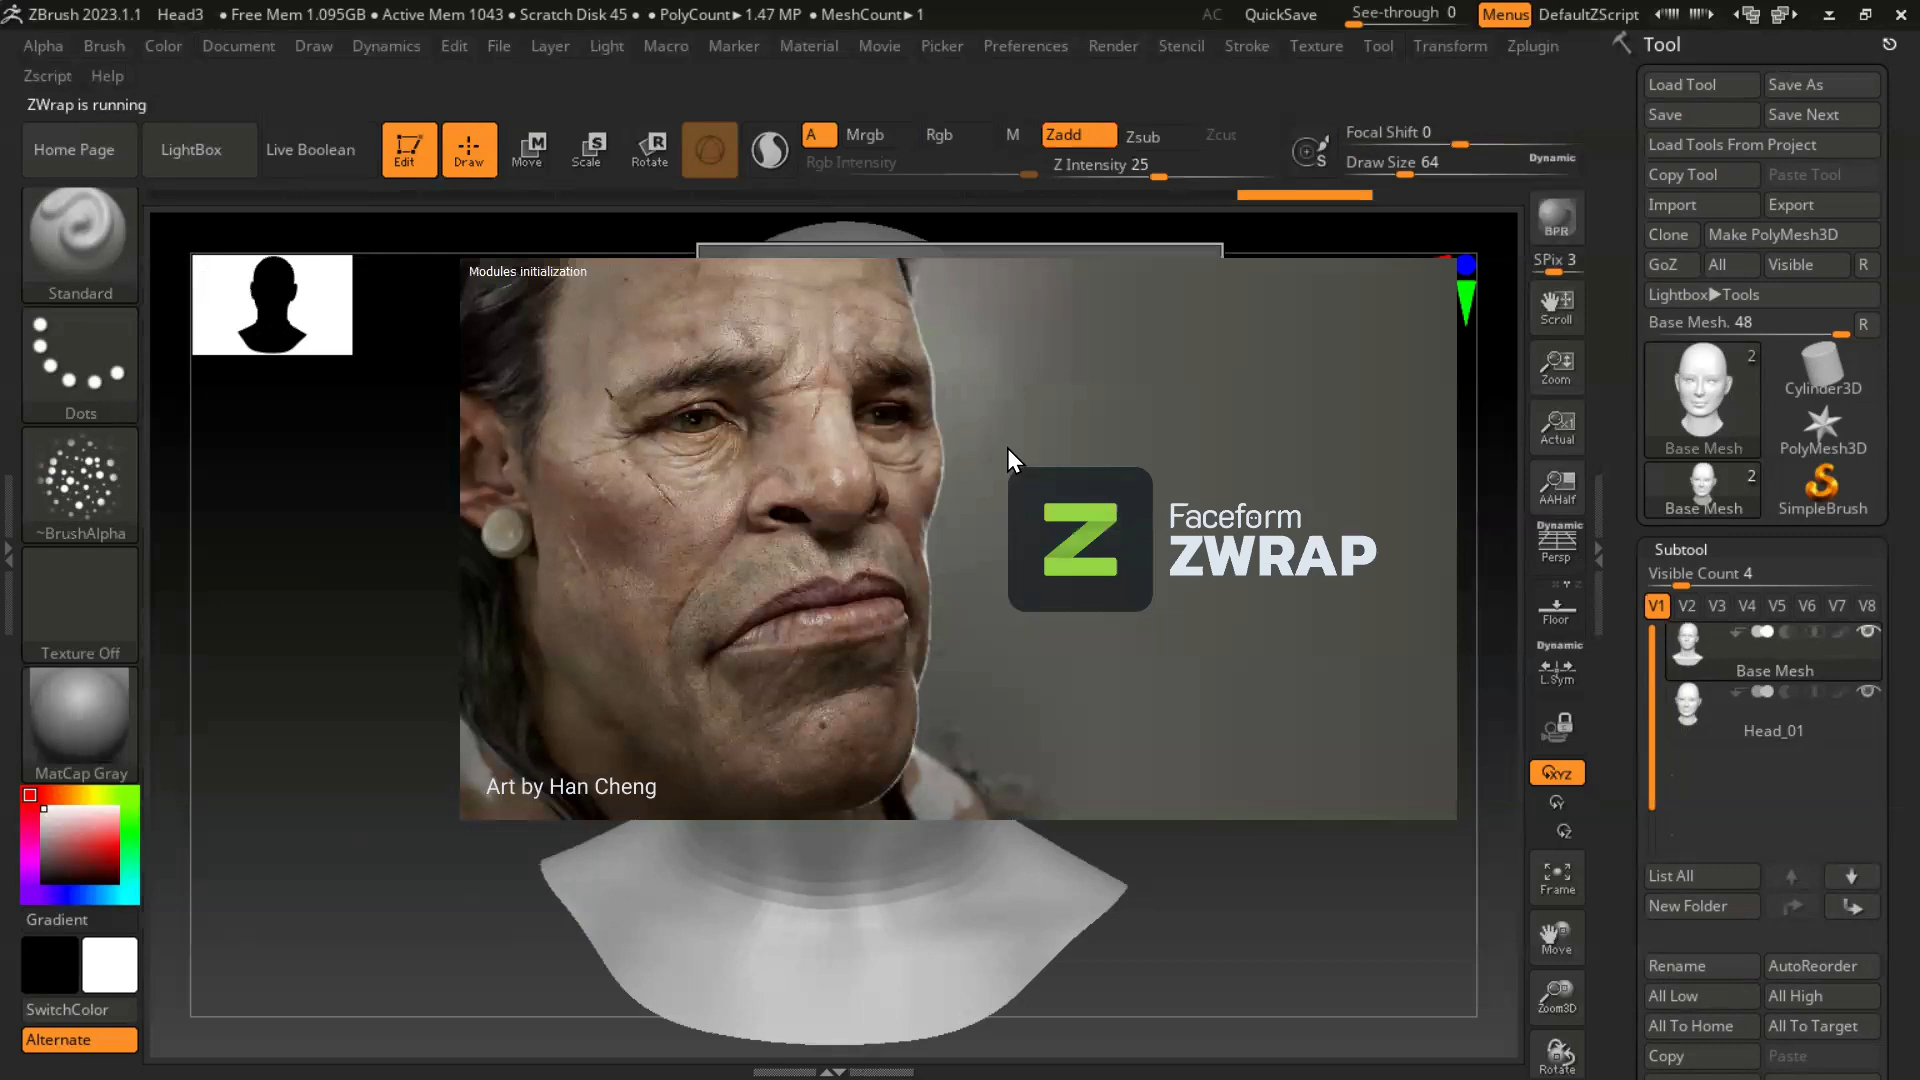 ZBrush 2023.1.1 Head3 ● Free Mem 1.095GB ● Active Mem 1043 ● Scratch Disk 45 ● ● PolyCount► 1.47 MP ● MeshCount► 1 AC QuickSave See-through 0 Menus DefaultZScript
Alpha Brush Color Document Draw Dynamics Edit File Layer Light Macro Marker Material Movie Picker Preferences Render Stencil Stroke Texture Tool Transform Zplugin
Zscript Help
ZWrap is running
Home Page LightBox Live Boolean Edit Draw Move Scale Rotate A Mrgb Rgb M Zadd Zsub Zcut Focal Shift 0
Rgb Intensity Z Intensity 25 Draw Size 64 Dynamic
Standard
Dots
~BrushAlpha
Texture Off
MatCap Gray
Gradient
SwitchColor
Alternate
Modules initialization
Faceform
ZWRAP
Art by Han Cheng
BPR
SPix 3
Scroll
Zoom
Actual
AAHalf
Dynamic
Persp
Floor
Dynamic
L.Sym
XYZ
Y
Z
Frame
Move
Zoom3D
Rotate
Tool
Load Tool Save As
Save Save Next
Load Tools From Project
Copy Tool Paste Tool
Import Export
Clone Make PolyMesh3D
GoZ All Visible R
Lightbox►Tools
Base Mesh. 48 R
2
Base Mesh Cylinder3D
PolyMesh3D
2
Base Mesh SimpleBrush
Subtool
Visible Count 4
V1 V2 V3 V4 V5 V6 V7 V8
Base Mesh
Head_01
List All
New Folder
Rename AutoReorder
All Low All High
All To Home All To Target
Copy Paste